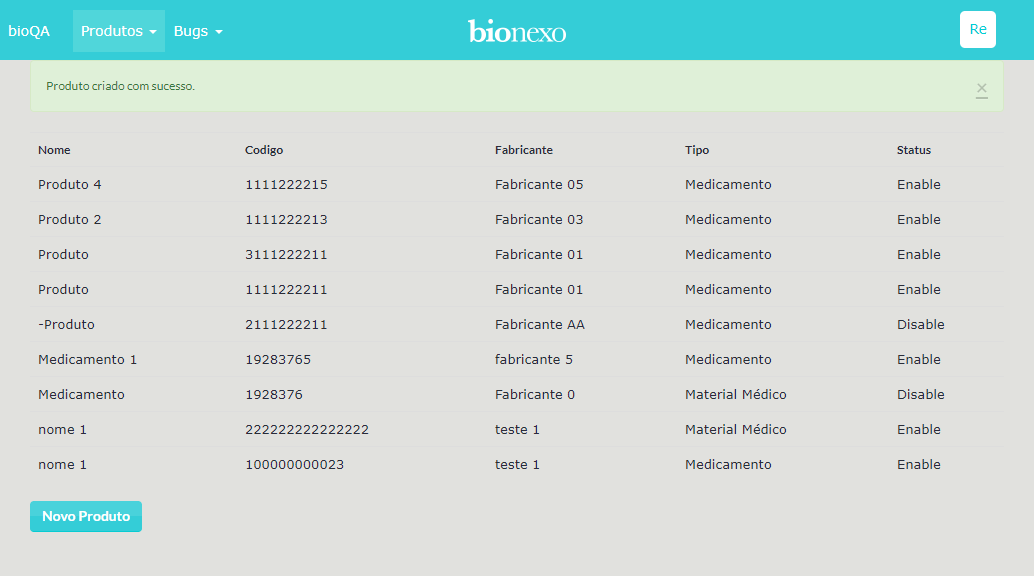 bioQA Produtos Bugs bionexo Re
Produto criado com sucesso. ×
Nome Codigo Fabricante Tipo Status
Produto 4 1111222215 Fabricante 05 Medicamento Enable
Produto 2 1111222213 Fabricante 03 Medicamento Enable
Produto 3111222211 Fabricante 01 Medicamento Enable
Produto 1111222211 Fabricante 01 Medicamento Enable
-Produto 2111222211 Fabricante AA Medicamento Disable
Medicamento 1 19283765 fabricante 5 Medicamento Enable
Medicamento 1928376 Fabricante 0 Material Médico Disable
nome 1 222222222222222 teste 1 Material Médico Enable
nome 1 100000000023 teste 1 Medicamento Enable
Novo Produto